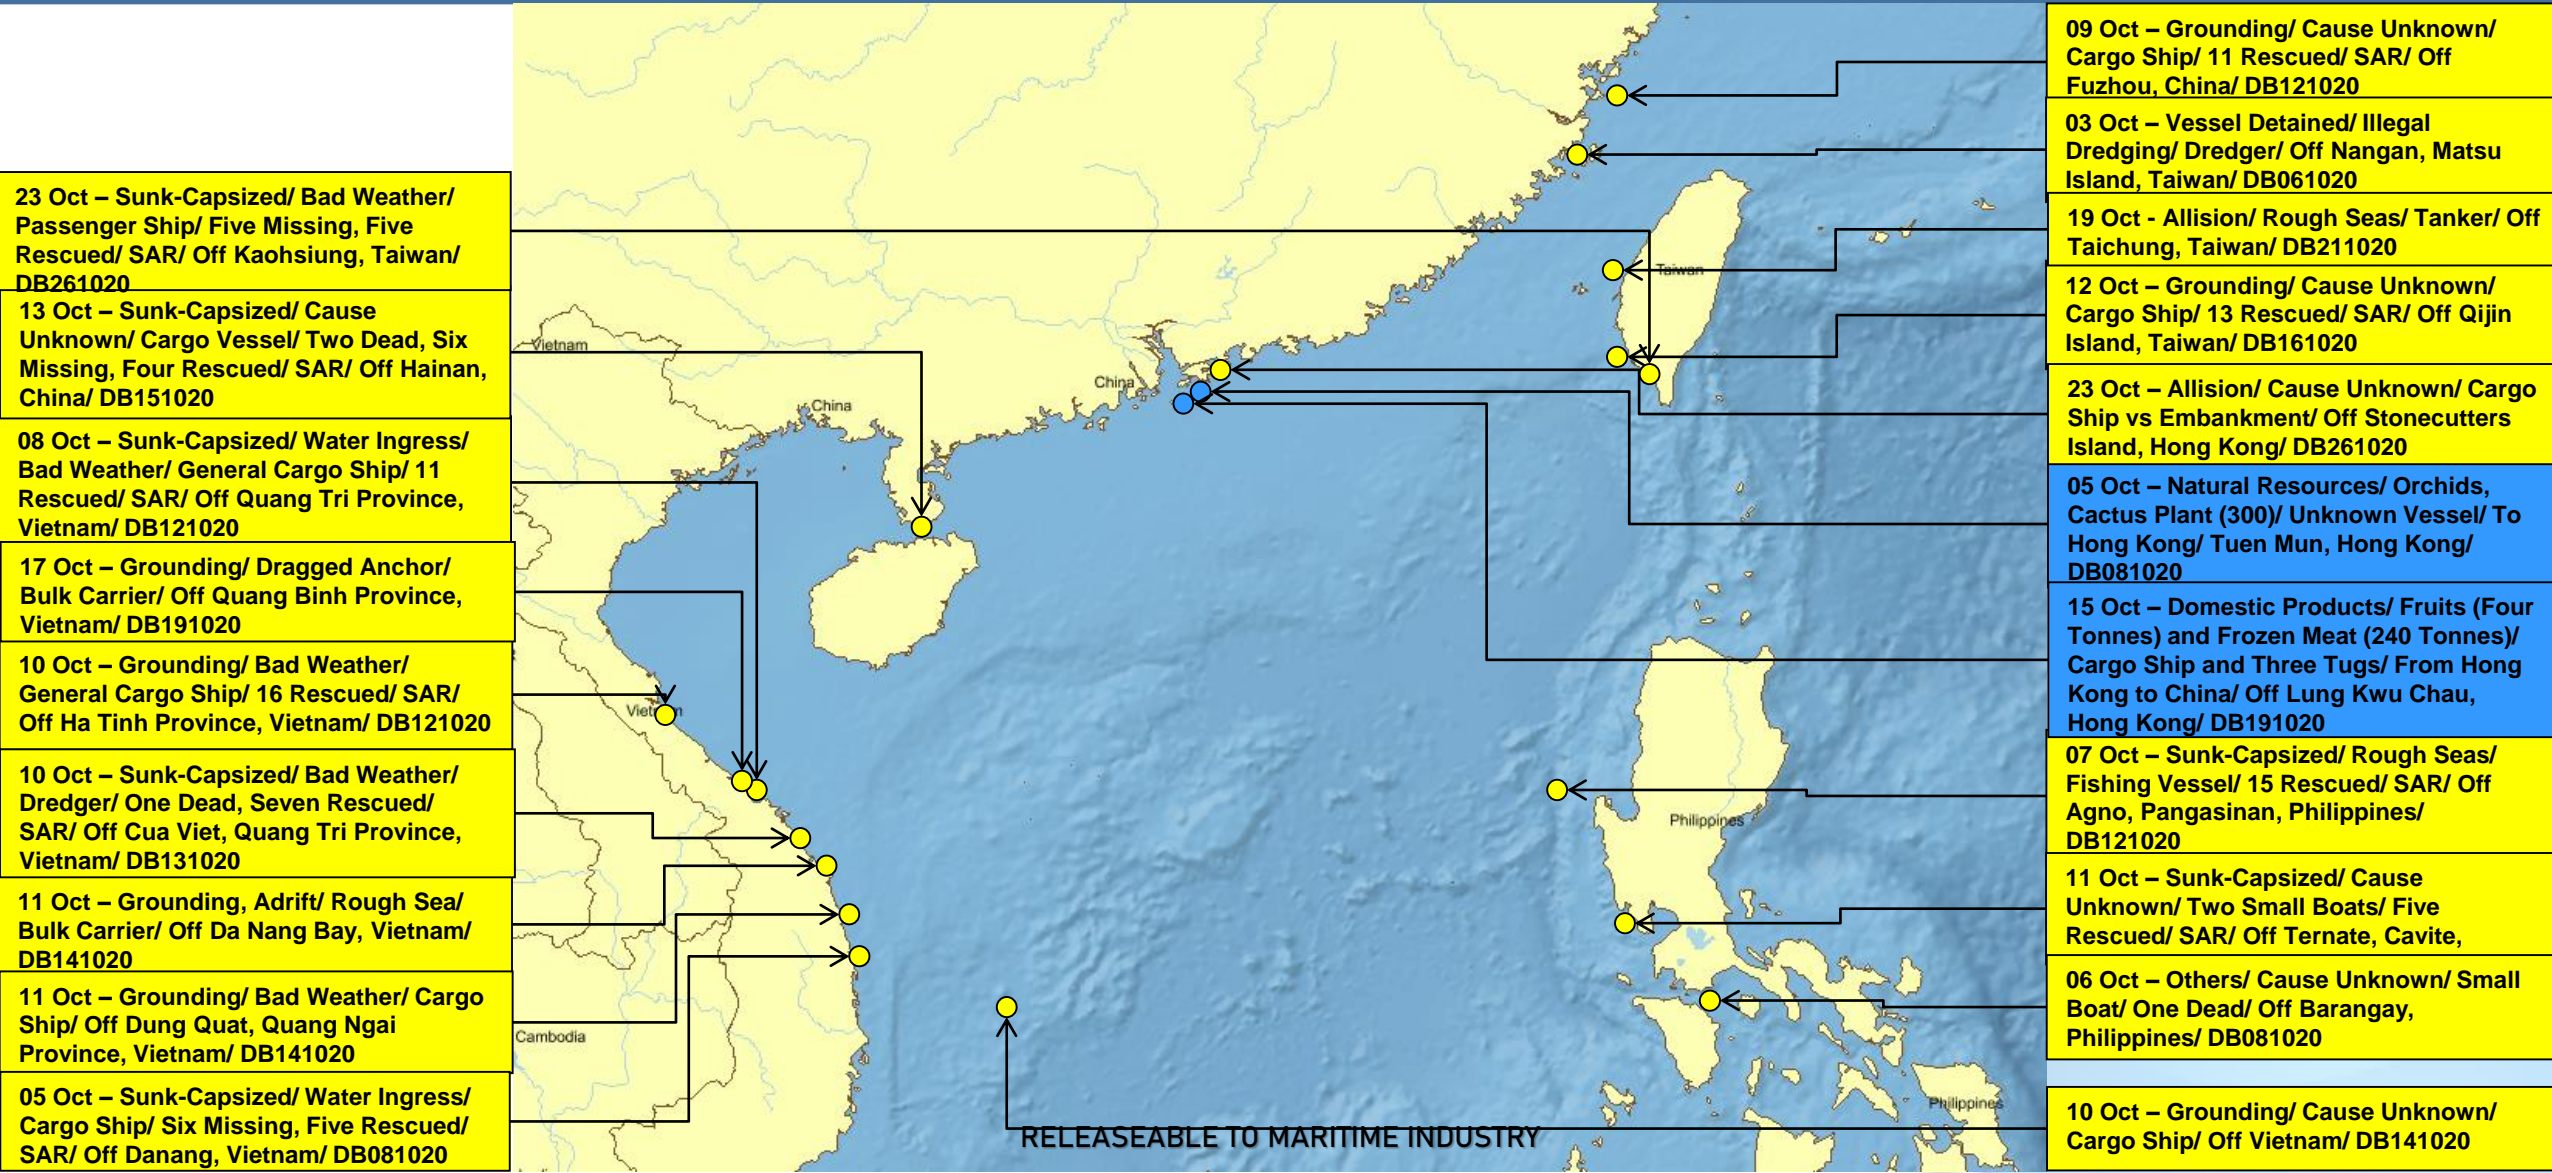 23 Oct – Sunk-Capsized/ Bad Weather/
Passenger Ship/ Five Missing, Five
Rescued/ SAR/ Off Kaohsiung, Taiwan/
DB261020
13 Oct – Sunk-Capsized/ Cause
Unknown/ Cargo Vessel/ Two Dead, Six
Missing, Four Rescued/ SAR/ Off Hainan,
China/ DB151020
08 Oct – Sunk-Capsized/ Water Ingress/
Bad Weather/ General Cargo Ship/ 11
Rescued/ SAR/ Off Quang Tri Province,
Vietnam/ DB121020
17 Oct – Grounding/ Dragged Anchor/
Bulk Carrier/ Off Quang Binh Province,
Vietnam/ DB191020
10 Oct – Grounding/ Bad Weather/
General Cargo Ship/ 16 Rescued/ SAR/
Off Ha Tinh Province, Vietnam/ DB121020
10 Oct – Sunk-Capsized/ Bad Weather/
Dredger/ One Dead, Seven Rescued/
SAR/ Off Cua Viet, Quang Tri Province,
Vietnam/ DB131020
11 Oct – Grounding, Adrift/ Rough Sea/
Bulk Carrier/ Off Da Nang Bay, Vietnam/
DB141020
11 Oct – Grounding/ Bad Weather/ Cargo
Ship/ Off Dung Quat, Quang Ngai
Province, Vietnam/ DB141020
05 Oct – Sunk-Capsized/ Water Ingress/
Cargo Ship/ Six Missing, Five Rescued/
SAR/ Off Danang, Vietnam/ DB081020
Taiwan
Vietnam
China
China
Vietnam
Philippines
Cambodia
Philippines
RELEASEABLE TO MARITIME INDUSTRY
09 Oct – Grounding/ Cause Unknown/
Cargo Ship/ 11 Rescued/ SAR/ Off
Fuzhou, China/ DB121020
03 Oct – Vessel Detained/ Illegal
Dredging/ Dredger/ Off Nangan, Matsu
Island, Taiwan/ DB061020
19 Oct - Allision/ Rough Seas/ Tanker/ Off
Taichung, Taiwan/ DB211020
12 Oct – Grounding/ Cause Unknown/
Cargo Ship/ 13 Rescued/ SAR/ Off Qijin
Island, Taiwan/ DB161020
23 Oct – Allision/ Cause Unknown/ Cargo
Ship vs Embankment/ Off Stonecutters
Island, Hong Kong/ DB261020
05 Oct – Natural Resources/ Orchids,
Cactus Plant (300)/ Unknown Vessel/ To
Hong Kong/ Tuen Mun, Hong Kong/
DB081020
15 Oct – Domestic Products/ Fruits (Four
Tonnes) and Frozen Meat (240 Tonnes)/
Cargo Ship and Three Tugs/ From Hong
Kong to China/ Off Lung Kwu Chau,
Hong Kong/ DB191020
07 Oct – Sunk-Capsized/ Rough Seas/
Fishing Vessel/ 15 Rescued/ SAR/ Off
Agno, Pangasinan, Philippines/
DB121020
11 Oct – Sunk-Capsized/ Cause
Unknown/ Two Small Boats/ Five
Rescued/ SAR/ Off Ternate, Cavite,
06 Oct – Others/ Cause Unknown/ Small
Boat/ One Dead/ Off Barangay,
Philippines/ DB081020
10 Oct – Grounding/ Cause Unknown/
Cargo Ship/ Off Vietnam/ DB141020